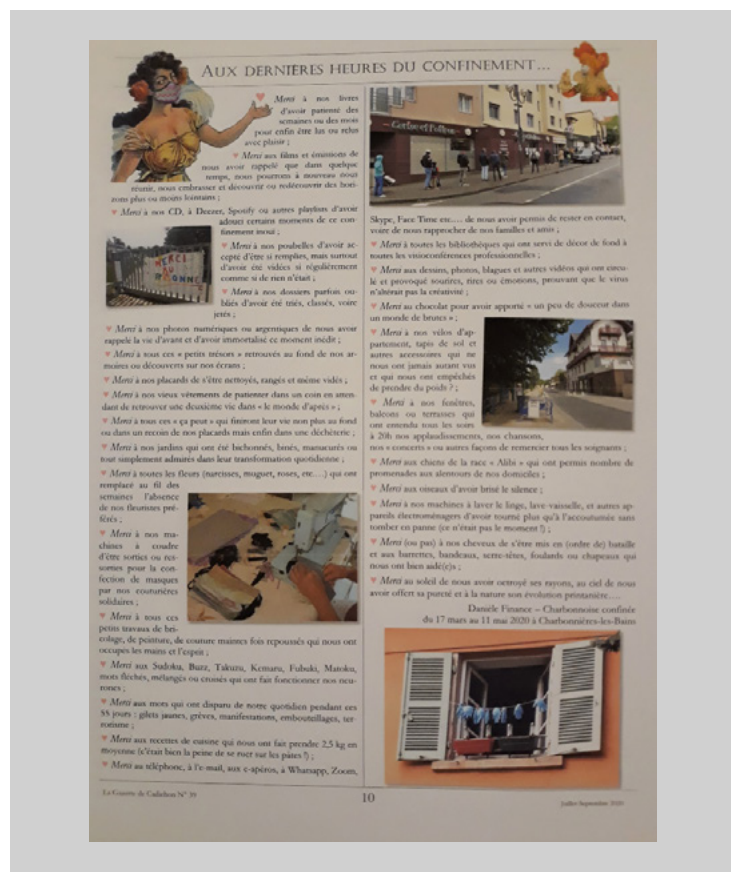 AUX DERNIÈRES HEURES DU CONFINEMENT…
♥ Merci à nos livres
d'avoir patienté des
semaines ou des mois
pour enfin être lus ou relus
avec plaisir ;
♥ Merci aux films et émissions de
nous avoir rappelé que dans quelque
temps, nous pourrons à nouveau nous
réunir, nous embrasser et découvrir ou redécouvrir des hori-
zons plus ou moins lointains ;
♥ Merci à nos CD, à Deezer, Spotify ou autres playlists d'avoir
adouci certains moments de ce con-
finement inouï ;
MERCI
AU
♥ Merci à nos poubelles d'avoir ac-
cepté d'être si remplies, mais surtout
d'avoir été vidées si régulièrement
comme si de rien n'était ;
♥ Merci à nos dossiers parfois ou-
bliés d'avoir été triés, classés, voire
jetés ;
♥ Merci à nos photos numériques ou argentiques de nous avoir
rappelé la vie d'avant et d'avoir immortalisé ce moment inédit ;
♥ Merci à tous ces « petits trésors » retrouvés au fond de nos ar-
moires ou découverts sur nos écrans ;
♥ Merci à nos placards de s'être nettoyés, rangés et même vidés ;
♥ Merci à nos vieux vêtements de patienter dans un coin en atten-
dant de retrouver une deuxième vie dans « le monde d'après » ;
♥ Merci à tous ces « ça peut » qui finiront leur vie non plus au fond
ou dans un recoin de nos placards mais enfin dans une déchèterie ;
♥ Merci à nos jardins qui ont été bichonnés, binés, manucurés ou
tout simplement admirés dans leur transformation quotidienne ;
♥ Merci à toutes les fleurs (narcisses, muguet, roses, etc.…) qui ont
remplacé au fil des
semaines l'absence
de nos fleuristes pré-
férés ;
♥ Merci à nos ma-
chines à coudre
d'être sorties ou res-
sorties pour la con-
fection de masques
par nos couturières
solidaires ;
♥ Merci à tous ces
petits travaux de bri-
colage, de peinture, de couture maintes fois repoussés qui nous ont
occupés les mains et l'esprit ;
♥ Merci aux Sudoku, Buzz, Takuzu, Kemaru, Fubuki, Matoku,
mots fléchés, mélangés ou croisés qui ont fait fonctionner nos neu-
rones ;
♥ Merci aux mots qui ont disparu de notre quotidien pendant ces
55 jours : gilets jaunes, grèves, manifestations, embouteillages, ter-
rorisme ;
♥ Merci aux recettes de cuisine qui nous ont fait prendre 2,5 kg en
moyenne (c'était bien la peine de se ruer sur les pâtes !) ;
♥ Merci au téléphone, à l'e-mail, aux e-apéros, à Whatsapp, Zoom,
Skype, Face Time etc.… de nous avoir permis de rester en contact,
voire de nous rapprocher de nos familles et amis ;
♥ Merci à toutes les bibliothèques qui ont servi de décor de fond à
toutes les visioconférences professionnelles ;
♥ Merci aux dessins, photos, blagues et autres vidéos qui ont circu-
lé et provoqué sourires, rires ou émotions, prouvant que le virus
n'altérait pas la créativité ;
♥ Merci au chocolat pour avoir apporté « un peu de douceur dans
un monde de brutes » ;
♥ Merci à nos vélos d'ap-
partement, tapis de sol et
autres accessoires qui ne
nous ont jamais autant vus
et qui nous ont empêchés
de prendre du poids ? ;
♥ Merci à nos fenêtres,
balcons ou terrasses qui
ont entendu tous les soirs
à 20h nos applaudissements, nos chansons,
nos « concerts » ou autres façons de remercier tous les soignants ;
♥ Merci aux chiens de la race « Alibi » qui ont permis nombre de
promenades aux alentours de nos domiciles ;
♥ Merci aux oiseaux d'avoir brisé le silence ;
♥ Merci à nos machines à laver le linge, lave-vaisselle, et autres ap-
pareils électroménagers d'avoir tourné plus qu'à l'accoutumée sans
tomber en panne (ce n'était pas le moment !) ;
♥ Merci (ou pas) à nos cheveux de s'être mis en (ordre de) bataille
et aux barrettes, bandeaux, serre-têtes, foulards ou chapeaux qui
nous ont bien aidé(e)s ;
♥ Merci au soleil de nous avoir octroyé ses rayons, au ciel de nous
avoir offert sa pureté et à la nature son évolution printanière.…
Danièle Finance – Charbonnoise confinée
du 17 mars au 11 mai 2020 à Charbonnières-les-Bains
N° 39
10
Juillet-Septembre 2020